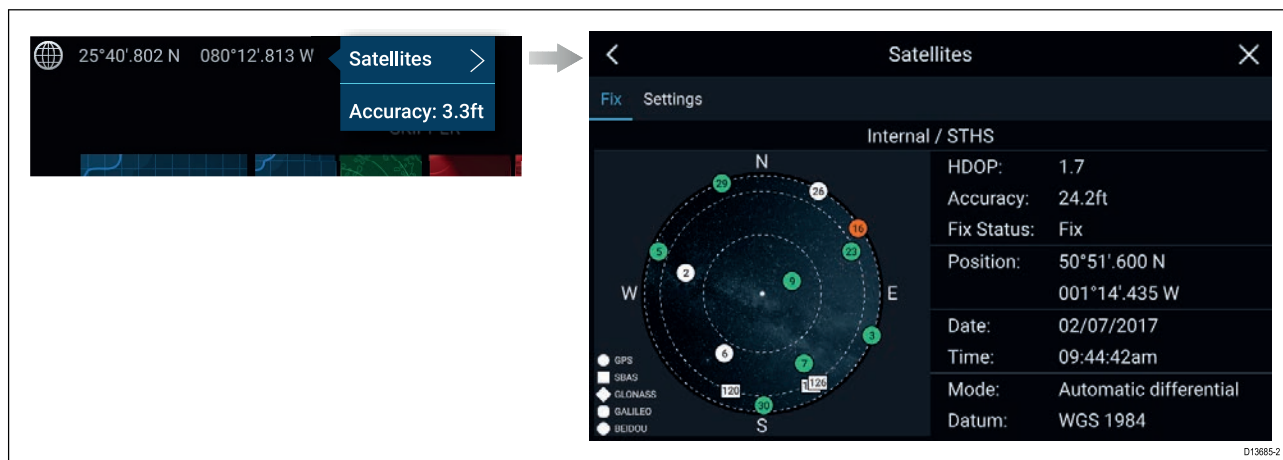 25°40'.802 N 080°12'.813 W
Satellites
Accuracy: 3.3ft
Satellites
Fix Settings
Internal / STHS
N
29
26
16
5
23
2
9
W
E
3
6
7
120
126
30
S
GPS
SBAS
GLONASS
GALILEO
BEIDOU
HDOP: 1.7
Accuracy: 24.2ft
Fix Status: Fix
Position: 50°51'.600 N
001°14'.435 W
Date: 02/07/2017
Time: 09:44:42am
Mode: Automatic differential
Datum: WGS 1984
D13685-2